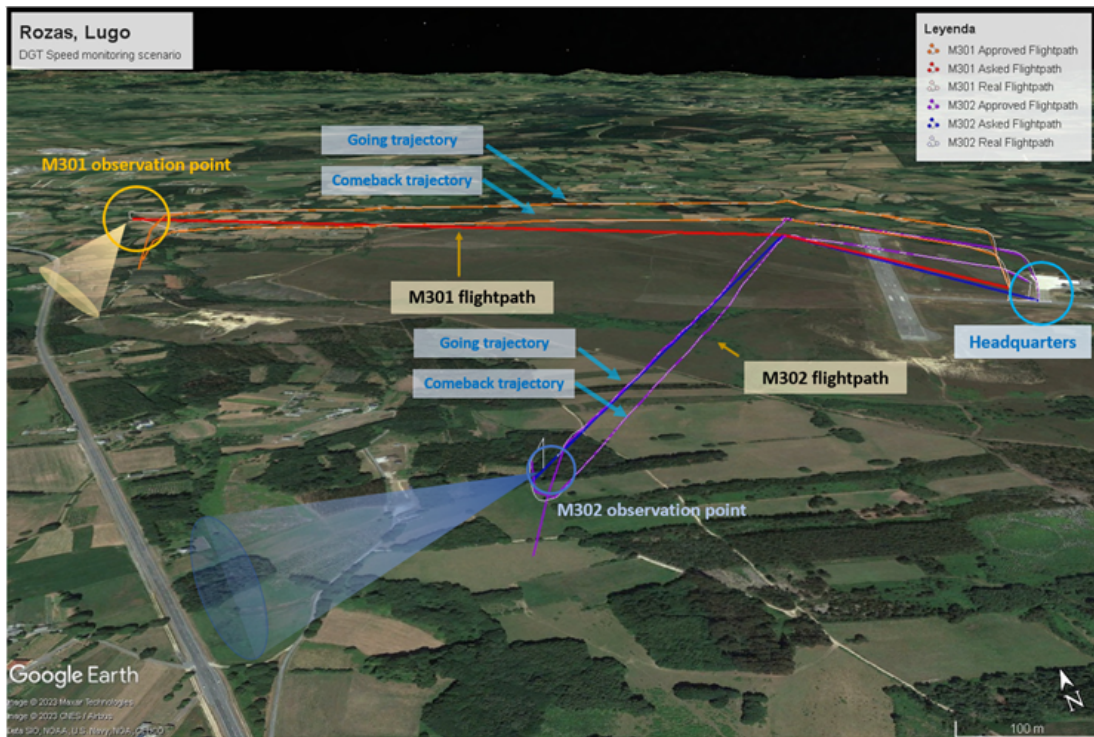 Rozas, Lugo
DGT Speed monitoring scenario
Leyenda
M301 Approved Flightpath
M301 Asked Flightpath
M301 Real Flightpath
M302 Approved Flightpath
M302 Asked Flightpath
M302 Real Flightpath
Going trajectory
M301 observation point
Comeback trajectory
M301 flightpath
Headquarters
Going trajectory
M302 flightpath
Comeback trajectory
M302 observation point
Google Earth
Image © 2023 Maxar Technologies
Image © 2023 CNES / Airbus
Data SIO, NOAA, U.S. Navy, NGA, GEBCO
N
100 m